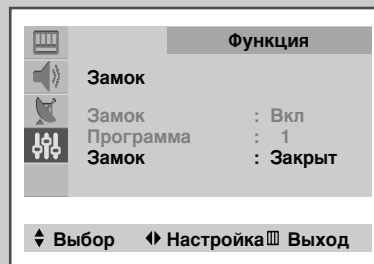 Функция
Замок
Замок : Вкл
Программа : 1
Замок : Закрыт
Выбор Настройка Выход